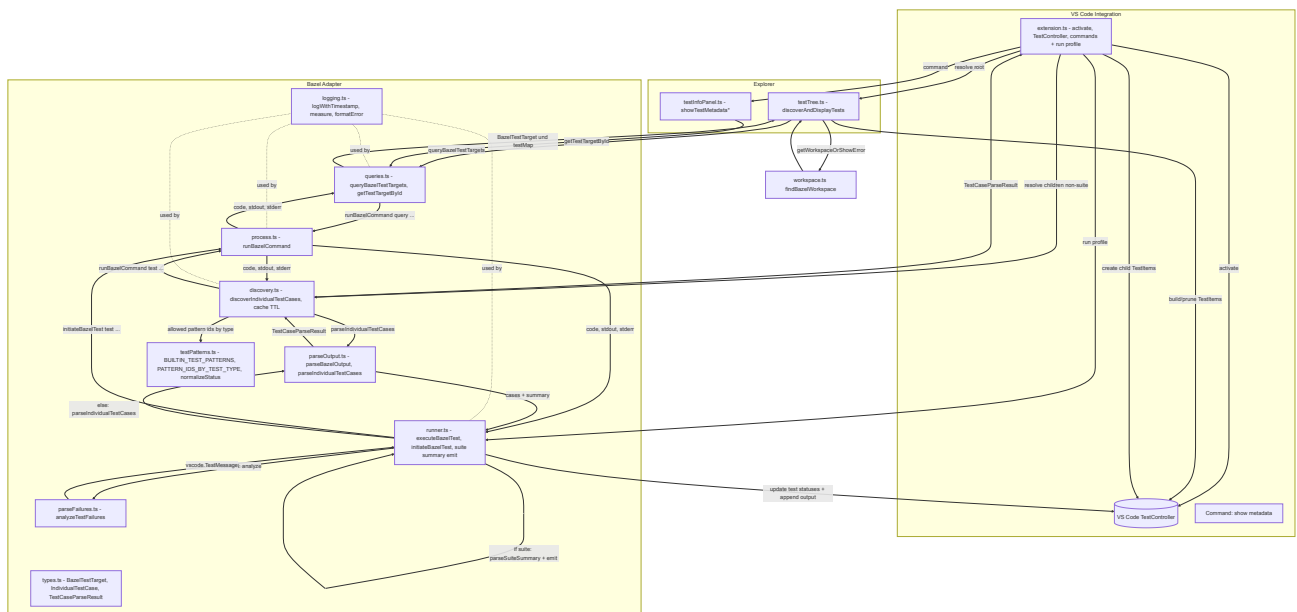 VS Code Integration
extension.ts - activate,
TestController, commands
+ run profile
command
resolve root
Bazel Adapter
logging.ts -
logWithTimestamp,
measure, formatError
Explorer
testInfoPanel.ts -
showTestMetadata*
testTree.ts -
discoverAndDisplayTests
BazelTestTarget und
testMap
getTestTargetById
used by
queryBazelTestTargets
getWorkspaceOrShowError
queries.ts -
queryBazelTestTargets,
getTestTargetById
workspace.ts
findBazelWorkspace
used by
TestCaseParseResult
resolve children non-suite
code, stdout, stderr
used by
runBazelCommand query ...
process.ts -
runBazelCommand
run profile
runBazelCommand test ...
code, stdout, stderr
used by
create child TestItems
activate
discovery.ts -
discoverIndividualTestCases,
cache TTL
build/prune TestItems
initiateBazelTest test ...
allowed pattern ids by type
TestCaseParseResult
parseIndividualTestCases
code, stdout, stderr
testPatterns.ts -
BUILTIN_TEST_PATTERNS,
PATTERN_IDS_BY_TEST_TYPE,
normalizeStatus
parseOutput.ts -
parseBazelOutput,
parseIndividualTestCases
else:
parseIndividualTestCases
cases + summary
runner.ts -
executeBazelTest,
initiateBazelTest, suite
summary emit
vscode.TestMessage
analyze
update test statuses +
append output
parseFailures.ts -
analyzeTestFailures
VS Code TestController
Command: show metadata
if suite:
parseSuiteSummary + emit
types.ts - BazelTestTarget,
IndividualTestCase,
TestCaseParseResult